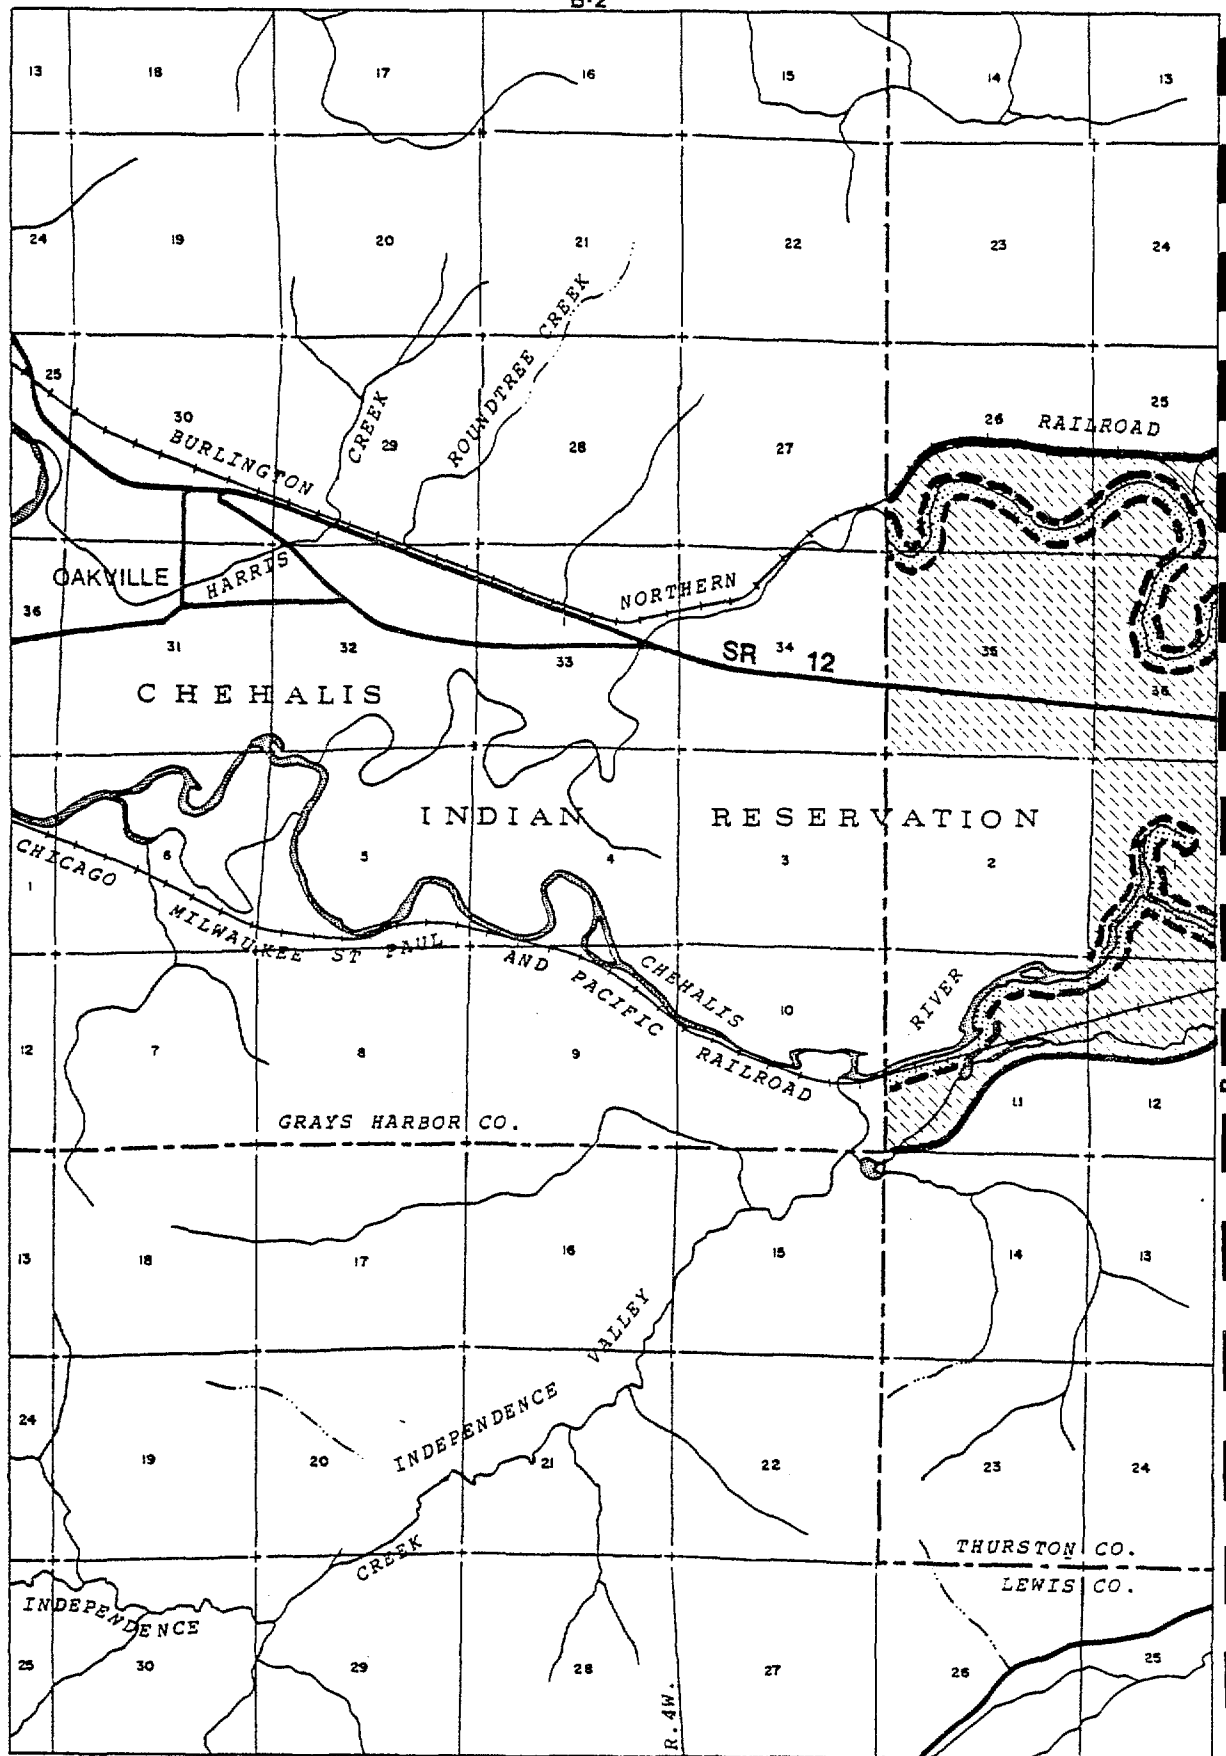 B-2
13 18 17 16 15 14 13
24 19 20 21 22 23 24
ROUNDTREE CREEK
25 30 29 28 27 26 25
RAILROAD
CREEK
BURLINGTON
HARRIS
OAKVILLE
NORTHERN
36 31 32 33 34 35 36
SR 12
CHEHALIS
INDIAN RESERVATION
1 6 5 4 3 2 1
CHICAGO
MILWAUKEE ST PAUL AND PACIFIC RAILROAD
CHEHALIS RIVER
12 7 8 9 10 11 12
GRAYS HARBOR CO.
13 18 17 16 15 14 13
VALLEY
INDEPENDENCE
24 19 20 21 22 23 24
CREEK
THURSTON CO.
LEWIS CO.
INDEPENDENCE
25 30 29 28 27 26 25
R.4W.